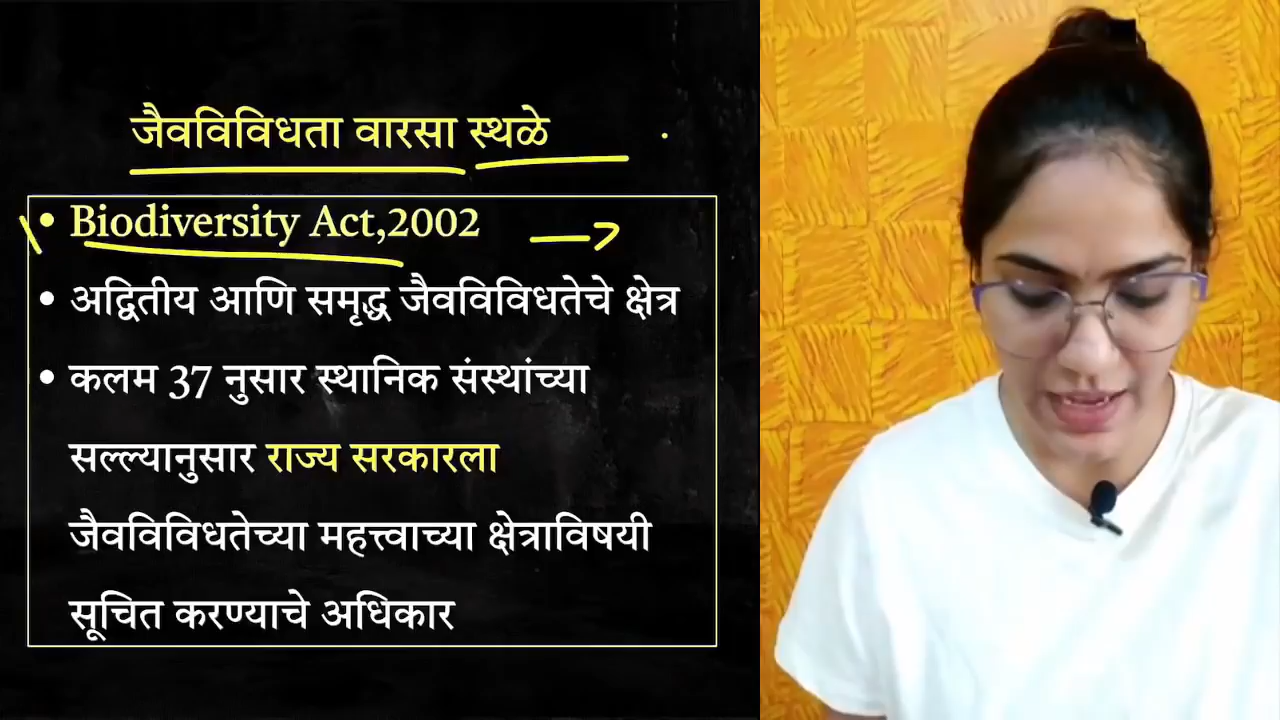 जैवविविधता वारसा स्थळे
• Biodiversity Act,2002
• अद्वितीय आणि समृद्ध जैवविविधतेचे क्षेत्र
• कलम 37 नुसार स्थानिक संस्थांच्या
सल्ल्यानुसार राज्य सरकारला
जैवविविधतेच्या महत्त्वाच्या क्षेत्राविषयी
सूचित करण्याचे अधिकार